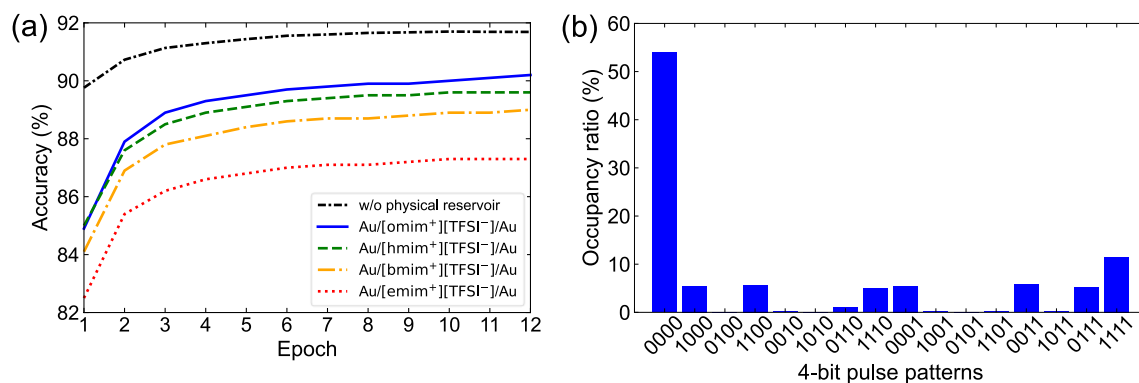 (a)
92
90
88
86
84
82
Accuracy (%)
w/o physical reservoir
Au/[omim⁺][TFSI⁻]/Au
Au/[hmim⁺][TFSI⁻]/Au
Au/[bmim⁺][TFSI⁻]/Au
Au/[emim⁺][TFSI⁻]/Au
1 2 3 4 5 6 7 8 9 10 11 12
Epoch
(b)
60
50
40
30
20
10
0
Occupancy ratio (%)
0000 1000 0100 1100 0010 1010 0110 1110 0001 1001 0101 1101 0011 1011 0111 1111
4-bit pulse patterns